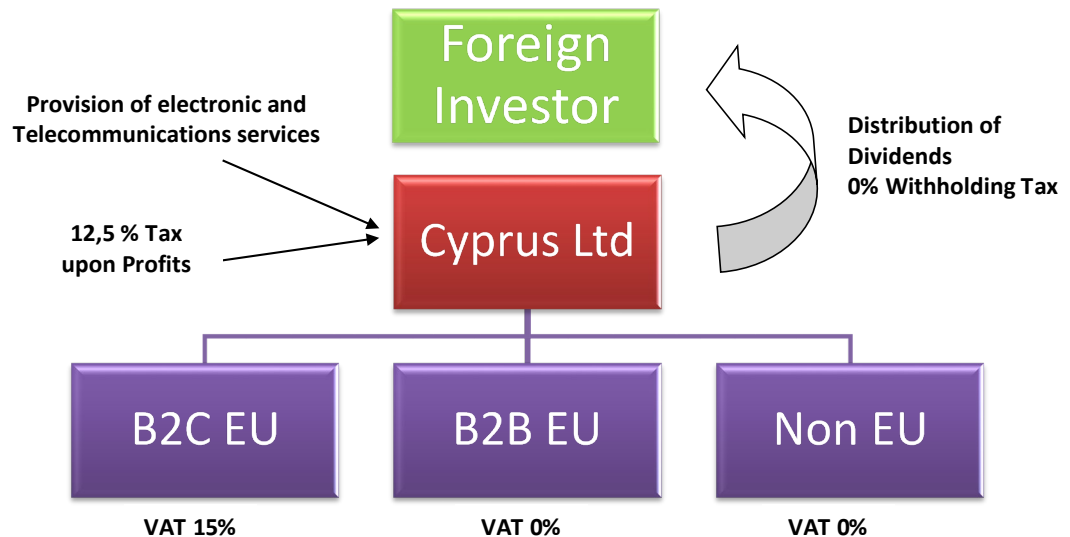 Foreign
Investor
Provision of electronic and
Telecommunications services
Distribution of
Dividends
0% Withholding Tax
12,5 % Tax
upon Profits
Cyprus Ltd
B2C EU
B2B EU
Non EU
VAT 15%
VAT 0%
VAT 0%